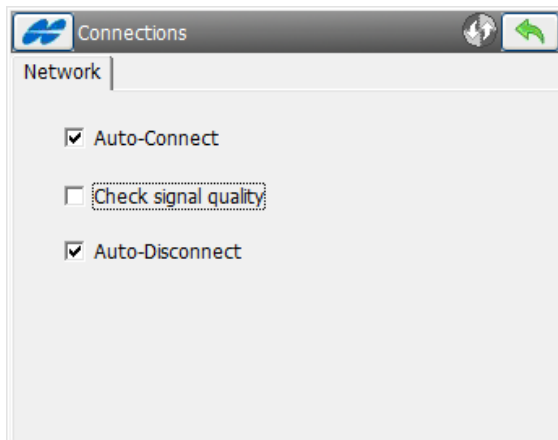 Connections
Network
Auto-Connect
Check signal quality
Auto-Disconnect